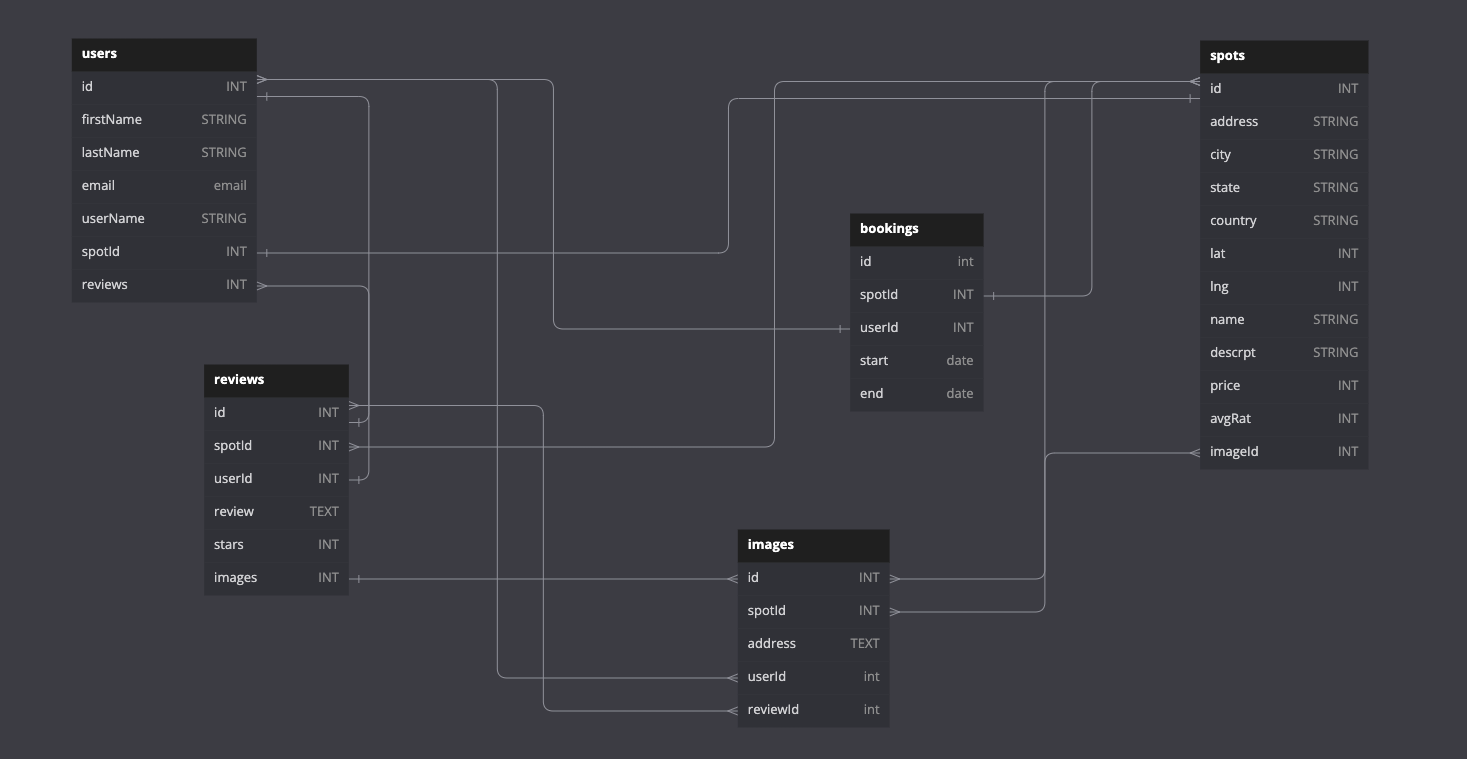 users
id INT
firstName STRING
lastName STRING
email email
userName STRING
spotId INT
reviews INT
spots
id INT
address STRING
city STRING
state STRING
country STRING
lat INT
lng INT
name STRING
descrpt STRING
price INT
avgRat INT
imageId INT
bookings
id int
spotId INT
userId INT
start date
end date
reviews
id INT
spotId INT
userId INT
review TEXT
stars INT
images INT
images
id INT
spotId INT
address TEXT
userId int
reviewId int